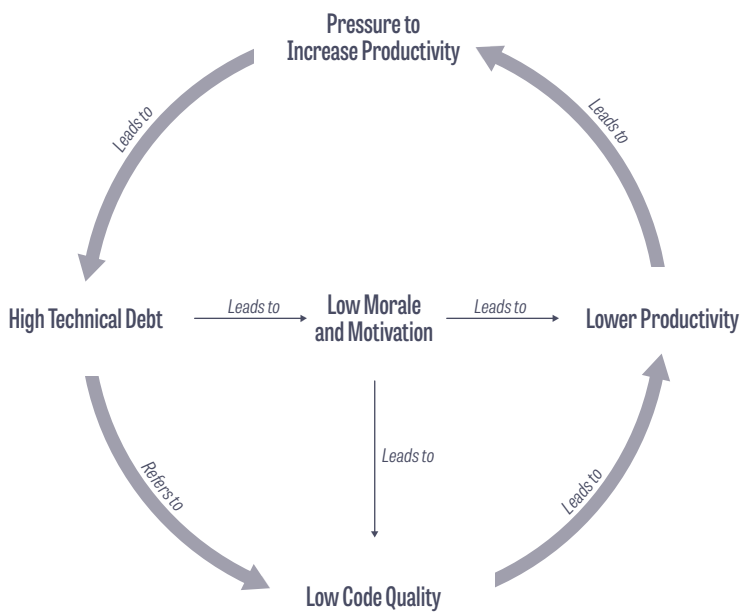 Pressure to
Increase Productivity
Leads to
Leads to
High Technical Debt
Leads to
Low Morale
and Motivation
Leads to
Lower Productivity
Leads to
Refers to
Leads to
Low Code Quality